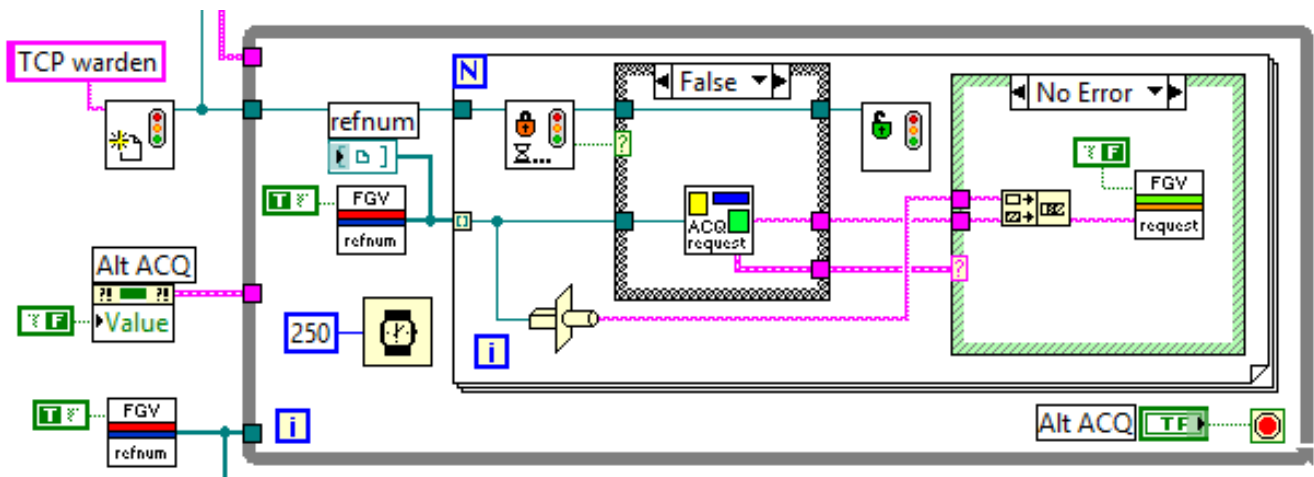 TCP warden
refnum
T
FGV
refnum
250
i
N
False
?
ACQ
request
i
No Error
F
FGV
request
?
Alt ACQ
?! ?!
F
Value
T
FGV
refnum
i
Alt ACQ
TF